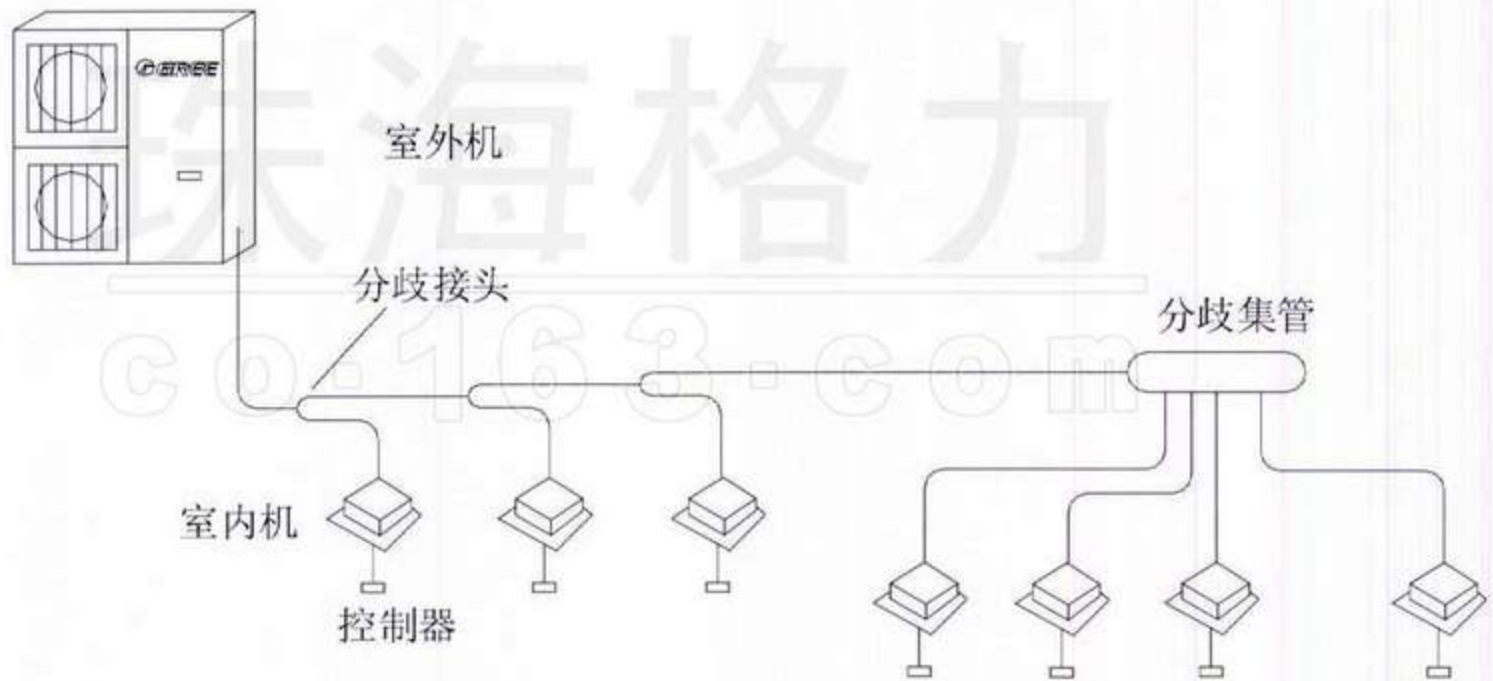 珠海格力
co·163·com
GREE
室外机
分歧接头
分歧集管
室内机
控制器